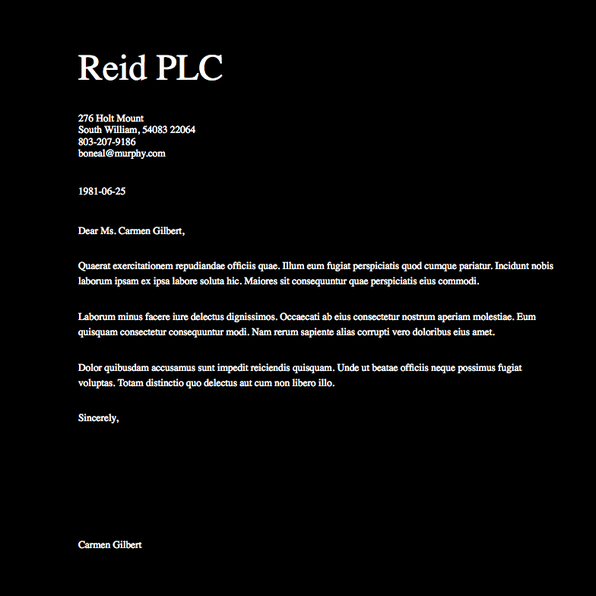 Reid PLC
276 Holt Mount
South William, 54083 22064
803-207-9186
boneal@murphy.com
1981-06-25
Dear Ms. Carmen Gilbert,
Quaerat exercitationem repudiandae officiis quae. Illum eum fugiat perspiciatis quod cumque pariatur. Incidunt nobis
laborum ipsam ex ipsa labore soluta hic. Maiores sit consequuntur quae perspiciatis eius commodi.
Laborum minus facere iure delectus dignissimos. Occaecati ab eius consectetur nostrum aperiam molestiae. Eum
quisquam consectetur consequuntur modi. Nam rerum sapiente alias corrupti vero doloribus eius amet.
Dolor quibusdam accusamus sunt impedit reiciendis quisquam. Unde ut beatae officiis neque possimus fugiat
voluptas. Totam distinctio quo delectus aut cum non libero illo.
Sincerely,
Carmen Gilbert